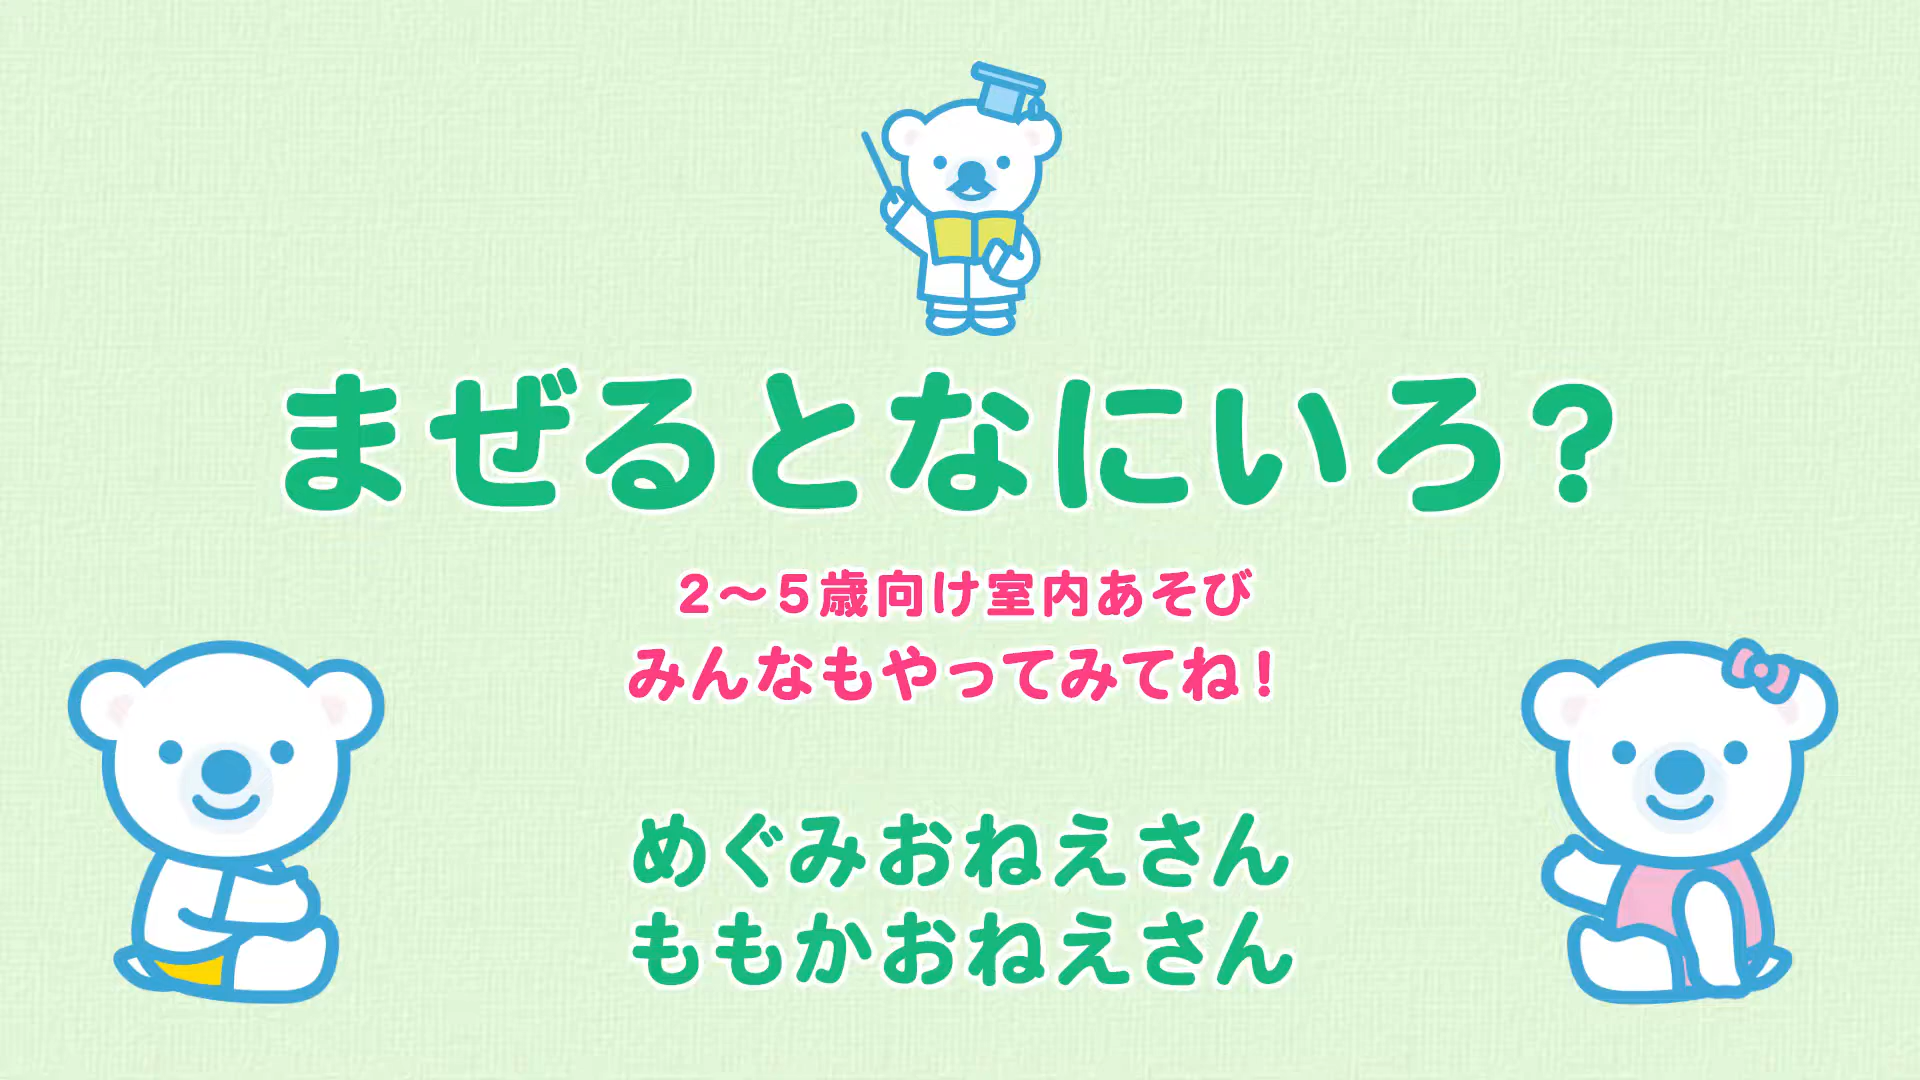 まぜるとなにいろ?
2〜5歳向け室内あそび
みんなもやってみてね!
めぐみおねえさん
ももかおねえさん